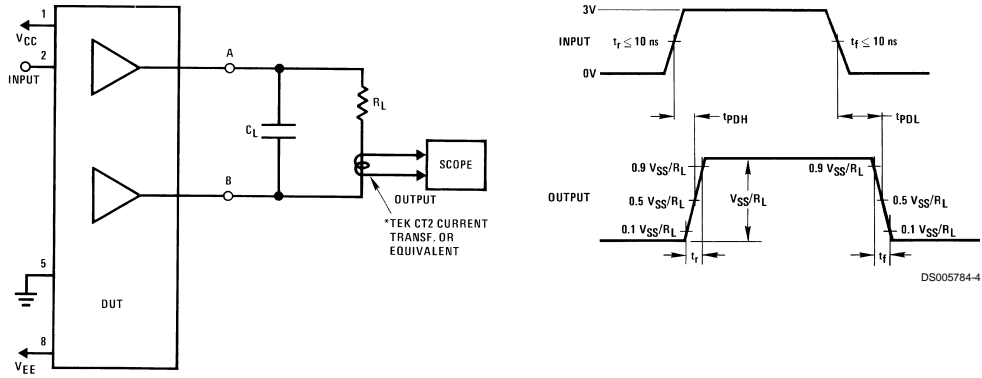 1
VCC
2
INPUT
5
8
VEE
DUT
A
B
CL
RL
SCOPE
OUTPUT
*TEK CT2 CURRENT
TRANSF. OR
EQUIVALENT
3V
INPUT
0V
tr ≤ 10 ns
tf ≤ 10 ns
tPDH
tPDL
OUTPUT
0.9 VSS/RL
0.5 VSS/RL
0.1 VSS/RL
VSS/RL
0.9 VSS/RL
0.5 VSS/RL
0.1 VSS/RL
tr
tf
DS005784-4